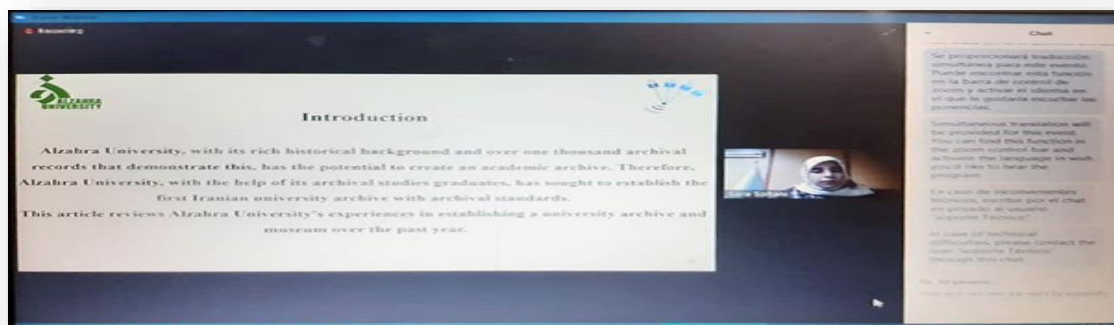 Recording
ALZAHRA
UNIVERSITY
Introduction
Alzahra University, with its rich historical background and over one thousand archival
records that demonstrate this, has the potential to create an academic archive. Therefore,
Alzahra University, with the help of its archival studies graduates, has sought to establish the
first Iranian university archive with archival standards.
This article reviews Alzahra University's experiences in establishing a university archive and
museum over the past year.
Chat
Se proporcionará traducción
simultánea para este evento.
Puede encontrar esta función
en la barra de control de
zoom y activar el idioma en
el que le gustaría escuchar las
ponencias.
Simultaneous translation will
be provided for this event.
You can find this function in
the zoom control bar and
activate the language in wish
you'd like to hear the
program.
En caso de inconvenientes
técnicos, escribir por el chat
en privado al usuario
"Soporte Técnico"
In case of technical
difficulties, please contact the
user "Soporte Técnico"
through this chat